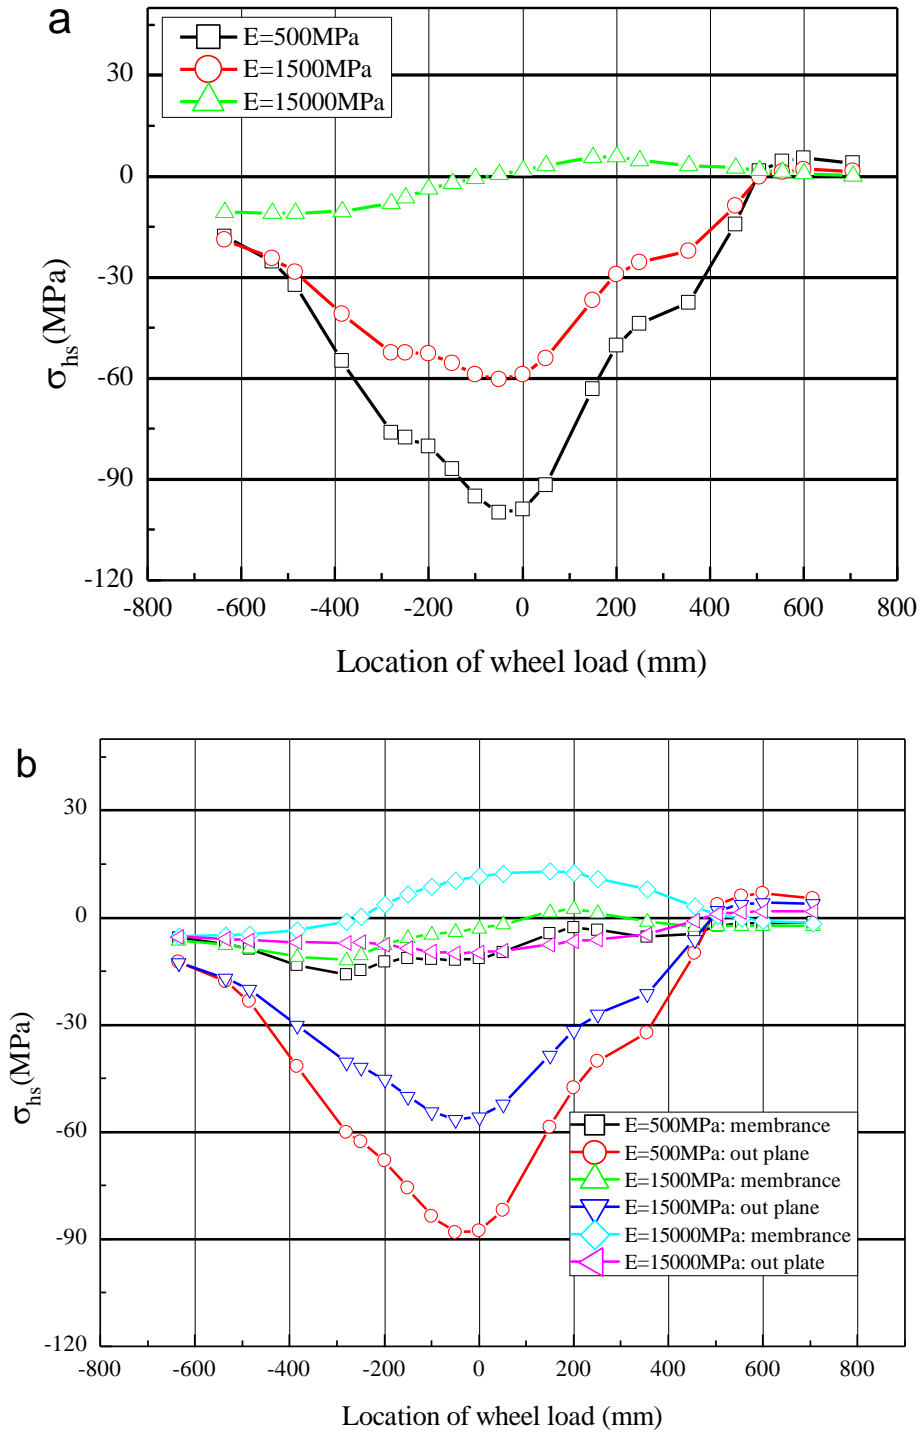 a
E=500MPa
E=1500MPa
E=15000MPa
30
0
-30
-60
-90
-120
σhs(MPa)
-800 -600 -400 -200 0 200 400 600 800
Location of wheel load (mm)
b
30
0
-30
-60
-90
-120
σhs(MPa)
E=500MPa: membrance
E=500MPa: out plane
E=1500MPa: membrance
E=1500MPa: out plane
E=15000MPa: membrance
E=15000MPa: out plate
-800 -600 -400 -200 0 200 400 600 800
Location of wheel load (mm)